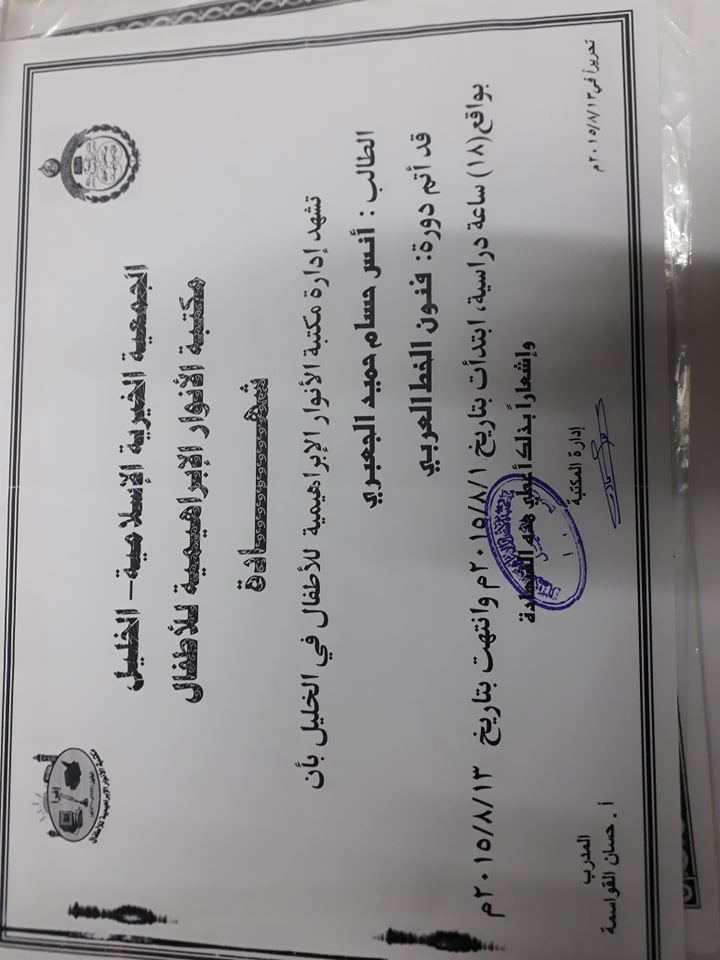 الجمعية الخيرية الإسلامية - الخليل
مكتبة الأنوار الإبراهيمية للأطفال
شهـــــادة
تشهد إدارة مكتبة الأنوار الإبراهيمية للأطفال في الخليل بأن
الطالب : أنس حسام حميد الجعبري
قد أتم دورة: فنون الخط العربي
بواقع(١٨) ساعة دراسية، ابتدأت بتاريخ ٢٠١٥/٨/١م وانتهت بتاريخ ٢٠١٥/٨/١٣م
وإشعاراً بذلك أعطي هذه الشهادة
إدارة المكتبة
المدرب
أ. حسان القواسمة
تحريراً في ٢٠١٥/٨/١٣م